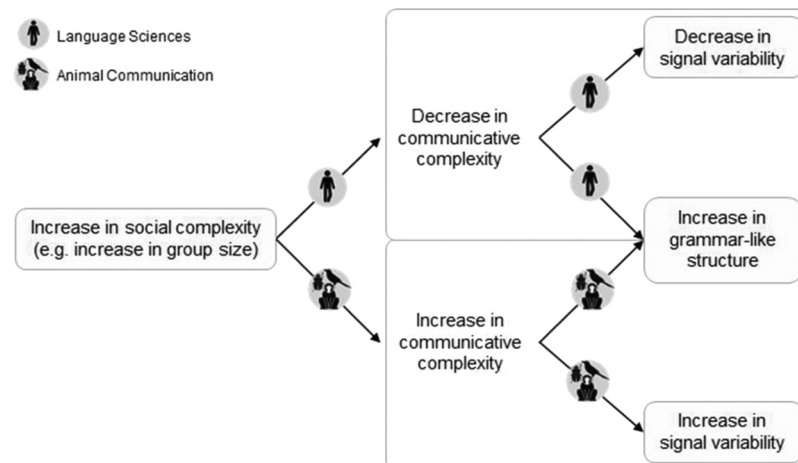 Language Sciences
Animal Communication
Increase in social complexity
(e.g. increase in group size)
Decrease in
communicative
complexity
Increase in
communicative
complexity
Decrease in
signal variability
Increase in
grammar-like
structure
Increase in
signal variability